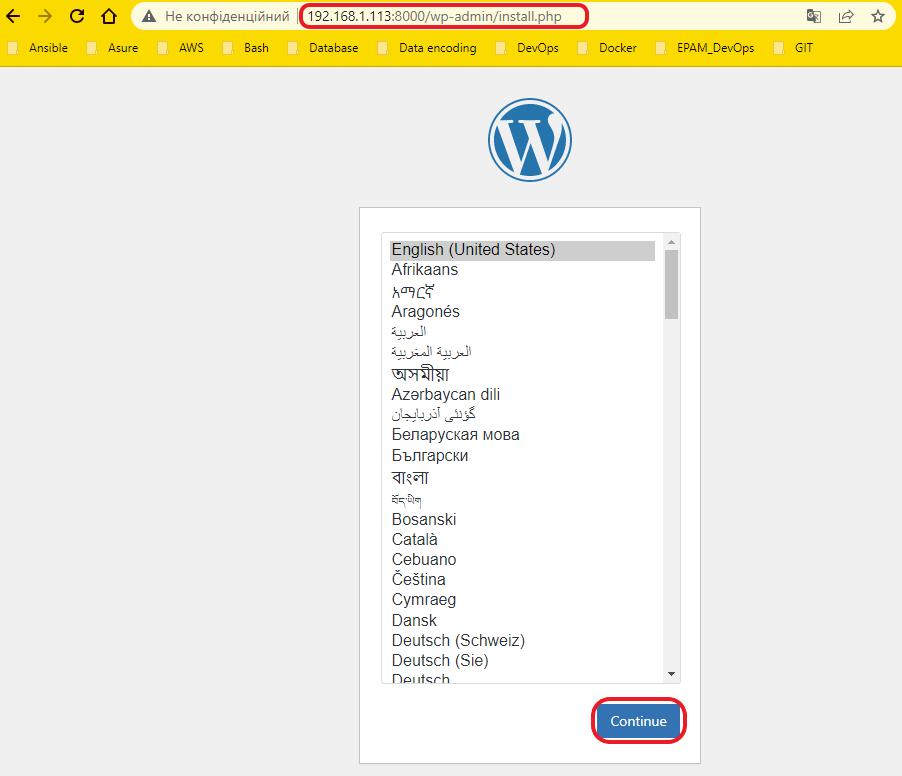 Не конфіденційний 192.168.1.113:8000/wp-admin/install.php
Ansible Asure AWS Bash Database Data encoding DevOps Docker EPAM_DevOps GIT
English (United States)
Afrikaans
አማርኛ
Aragonés
العربية
العربية المغربية
অসমীয়া
Azərbaycan dili
گؤنئی آذربایجان
Беларуская мова
Български
বাংলা
བོད་ཡིག
Bosanski
Català
Cebuano
Čeština
Cymraeg
Dansk
Deutsch (Schweiz)
Deutsch (Sie)
Deutsch
Continue